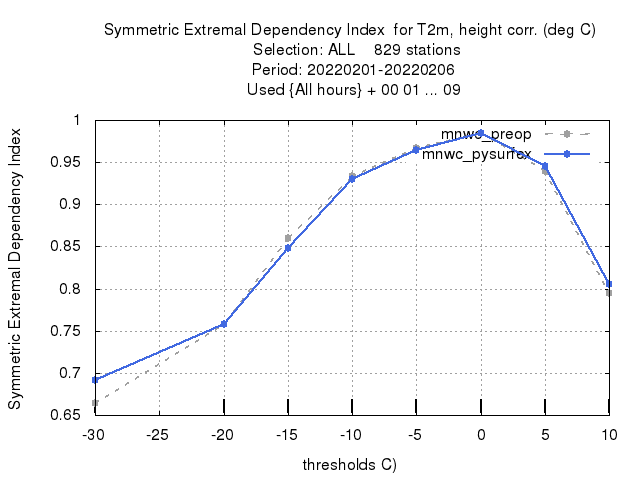 Symmetric Extremal Dependency Index  for T2m, height corr. (deg C)
Selection: ALL    829 stations
Period: 20220201-20220206
Used {All hours} + 00 01 ... 09
Symmetric Extremal Dependency Index
1
0.95
0.9
0.85
0.8
0.75
0.7
0.65
mnwc_preop
mnwc_pysurfex
-30 -25 -20 -15 -10 -5 0 5 10
thresholds C)